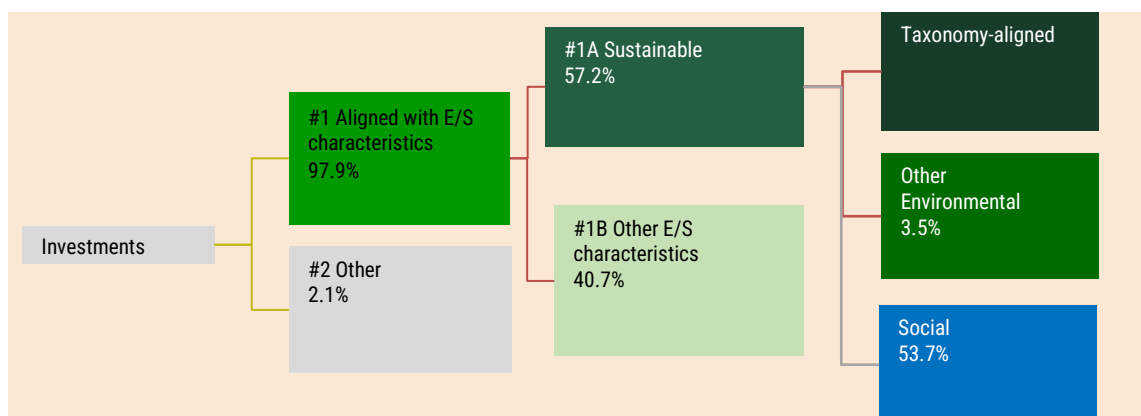 Investments
#1 Aligned with E/S
characteristics
97.9%
#2 Other
2.1%
#1A Sustainable
57.2%
#1B Other E/S
characteristics
40.7%
Taxonomy-aligned
Other
Environmental
3.5%
Social
53.7%